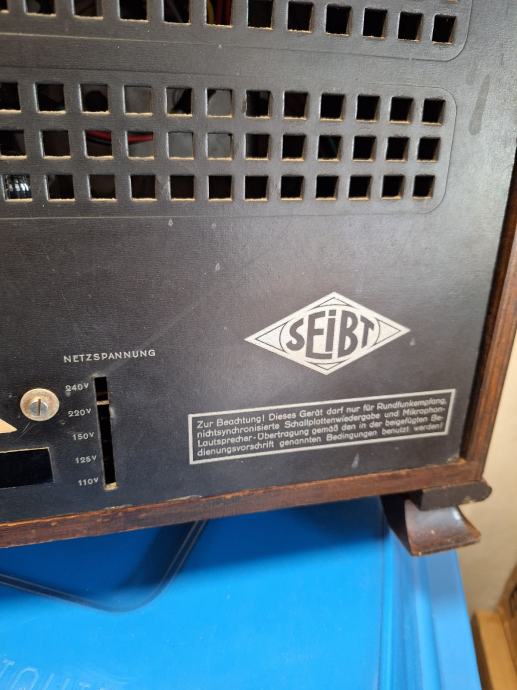 SEIBT
NETZSPANNUNG
240V
220V
150V
125V
110V
Zur Beachtung! Dieses Gerät darf nur für Rundfunkempfang,
nichtsynchronisierte Schallplattenwiedergabe und Mikrophon-
Lautsprecher-Übertragung gemäß den in der beigefügten Be-
dienungsvorschrift genannten Bedingungen benutzt werden!